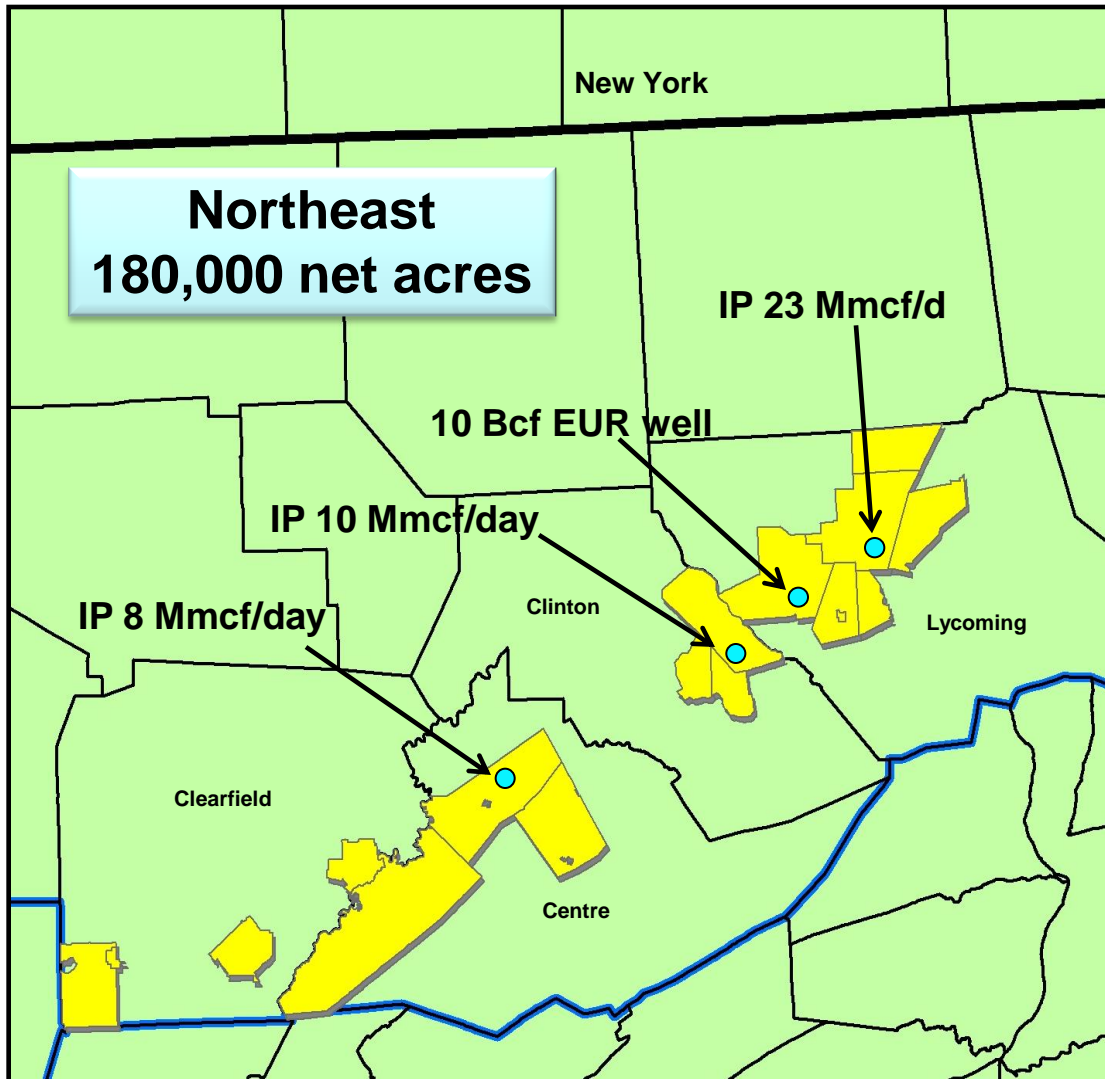 New York
Northeast
180,000 net acres
IP 23 Mmcf/d
10 Bcf EUR well
IP 10 Mmcf/day
Clinton
IP 8 Mmcf/day
Lycoming
Clearfield
Centre